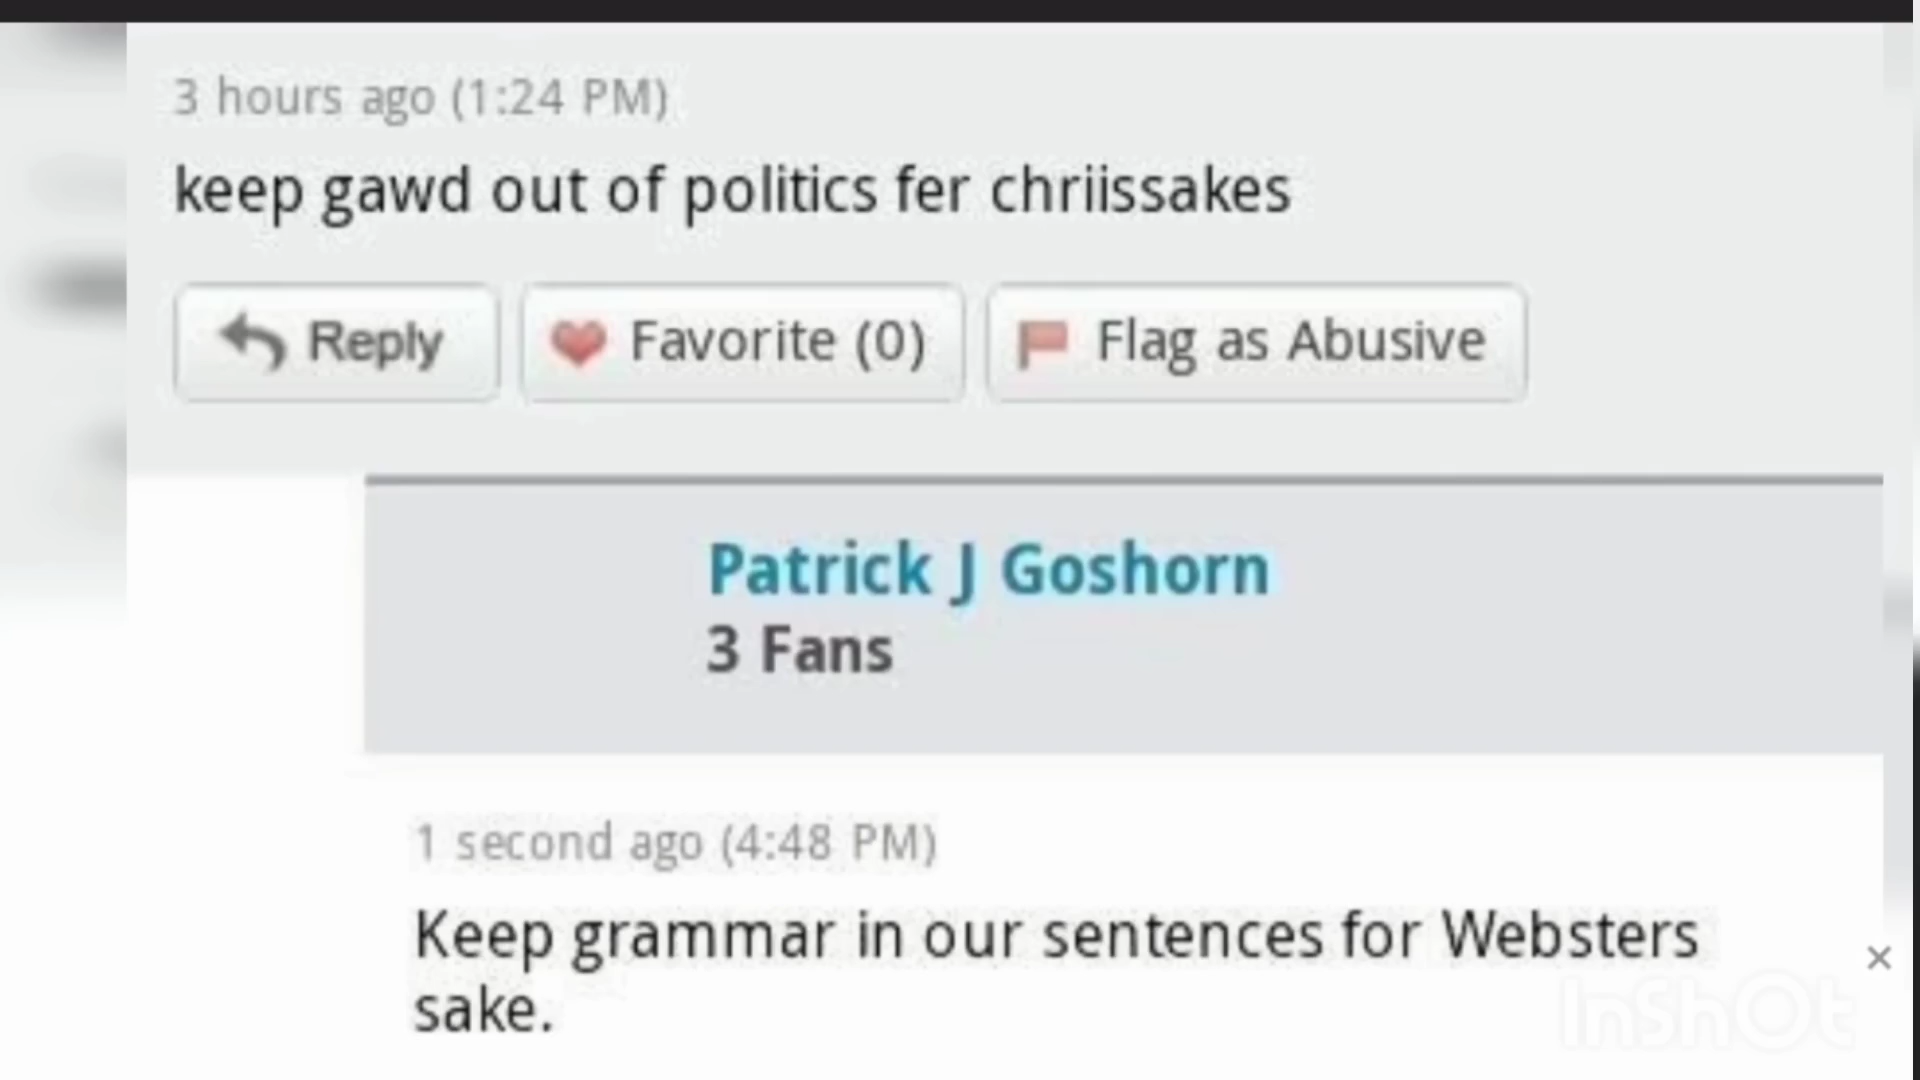 3 hours ago (1:24 PM)
keep gawd out of politics fer chriissakes
Reply Favorite (0) Flag as Abusive
Patrick J Goshorn
3 Fans
1 second ago (4:48 PM)
Keep grammar in our sentences for Websters
sake.
InShOt